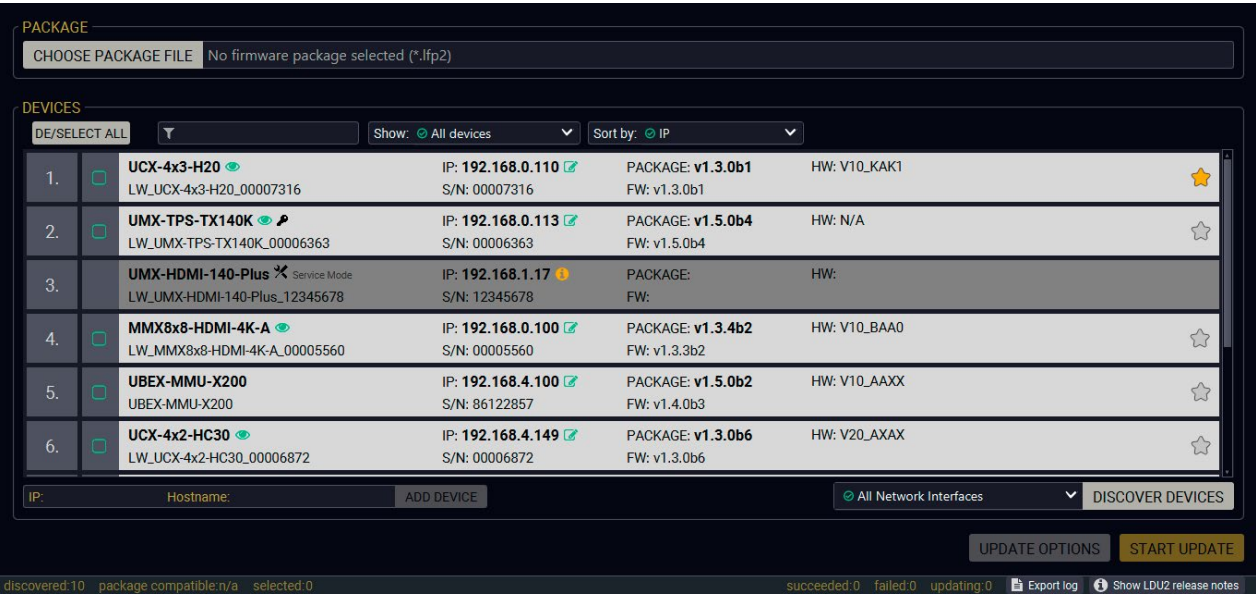 PACKAGE
CHOOSE PACKAGE FILE No firmware package selected (*.lfp2)
DEVICES
DE/SELECT ALL Show: All devices Sort by: IP
1. UCX-4x3-H20 IP: 192.168.0.110 PACKAGE: v1.3.0b1 HW: V10_KAK1
LW_UCX-4x3-H20_00007316 S/N: 00007316 FW: v1.3.0b1
2. UMX-TPS-TX140K IP: 192.168.0.113 PACKAGE: v1.5.0b4 HW: N/A
LW_UMX-TPS-TX140K_00006363 S/N: 00006363 FW: v1.5.0b4
3. UMX-HDMI-140-Plus Service Mode IP: 192.168.1.17 PACKAGE: HW:
LW_UMX-HDMI-140-Plus_12345678 S/N: 12345678 FW:
4. MMX8x8-HDMI-4K-A IP: 192.168.0.100 PACKAGE: v1.3.4b2 HW: V10_BAA0
LW_MMX8x8-HDMI-4K-A_00005560 S/N: 00005560 FW: v1.3.3b2
5. UBEX-MMU-X200 IP: 192.168.4.100 PACKAGE: v1.5.0b2 HW: V10_AAXX
UBEX-MMU-X200 S/N: 86122857 FW: v1.4.0b3
6. UCX-4x2-HC30 IP: 192.168.4.149 PACKAGE: v1.3.0b6 HW: V20_AXAX
LW_UCX-4x2-HC30_00006872 S/N: 00006872 FW: v1.3.0b6
IP: Hostname: ADD DEVICE All Network Interfaces DISCOVER DEVICES
UPDATE OPTIONS START UPDATE
discovered:10 package compatible:n/a selected:0 succeeded:0 failed:0 updating:0 Export log Show LDU2 release notes